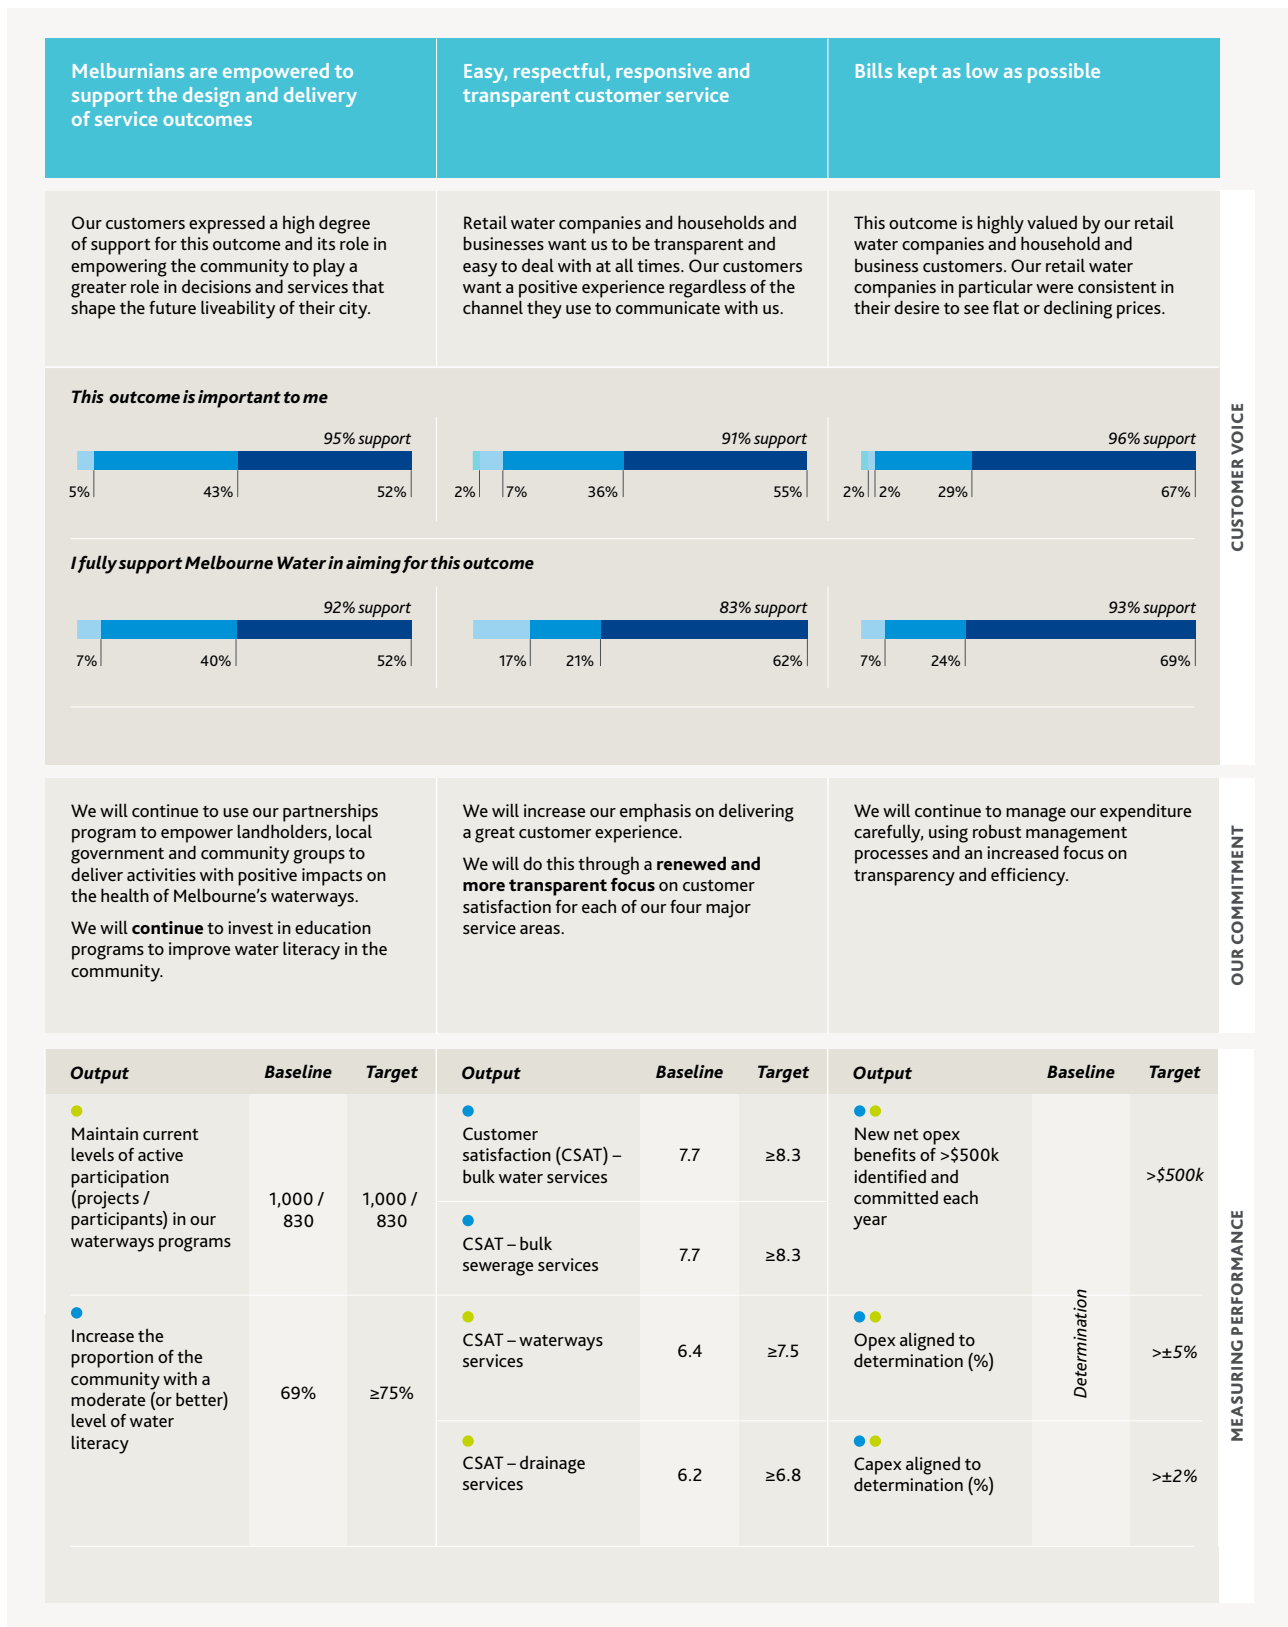 Melburnians are empowered to
support the design and delivery
of service outcomes
Easy, respectful, responsive and
transparent customer service
Bills kept as low as possible
Our customers expressed a high degree
of support for this outcome and its role in
empowering the community to play a
greater role in decisions and services that
shape the future liveability of their city.
Retail water companies and households and
businesses want us to be transparent and
easy to deal with at all times. Our customers
want a positive experience regardless of the
channel they use to communicate with us.
This outcome is highly valued by our retail
water companies and household and
business customers. Our retail water
companies in particular were consistent in
their desire to see flat or declining prices.
This outcome is important to me
95% support
5% 43% 52%
91% support
2% 7% 36% 55%
96% support
2% 2% 29% 67%
I fully support Melbourne Water in aiming for this outcome
92% support
7% 40% 52%
83% support
17% 21% 62%
93% support
7% 24% 69%
CUSTOMER VOICE
We will continue to use our partnerships
program to empower landholders, local
government and community groups to
deliver activities with positive impacts on
the health of Melbourne's waterways.
We will continue to invest in education
programs to improve water literacy in the
community.
We will increase our emphasis on delivering
a great customer experience.
We will do this through a renewed and
more transparent focus on customer
satisfaction for each of our four major
service areas.
We will continue to manage our expenditure
carefully, using robust management
processes and an increased focus on
transparency and efficiency.
OUR COMMITMENT
Output Baseline Target
Maintain current
levels of active
participation
(projects /
participants) in our
waterways programs
1,000 /
830
1,000 /
830
Increase the
proportion of the
community with a
moderate (or better)
level of water
literacy
69%
≥75%
Output Baseline Target
Customer
satisfaction (CSAT) –
bulk water services
7.7
≥8.3
CSAT – bulk
sewerage services
7.7
≥8.3
CSAT – waterways
services
6.4
≥7.5
CSAT – drainage
services
6.2
≥6.8
Output Baseline Target
New net opex
benefits of >$500k
identified and
committed each
year
>$500k
Determination
Opex aligned to
determination (%)
>±5%
Capex aligned to
determination (%)
>±2%
MEASURING PERFORMANCE